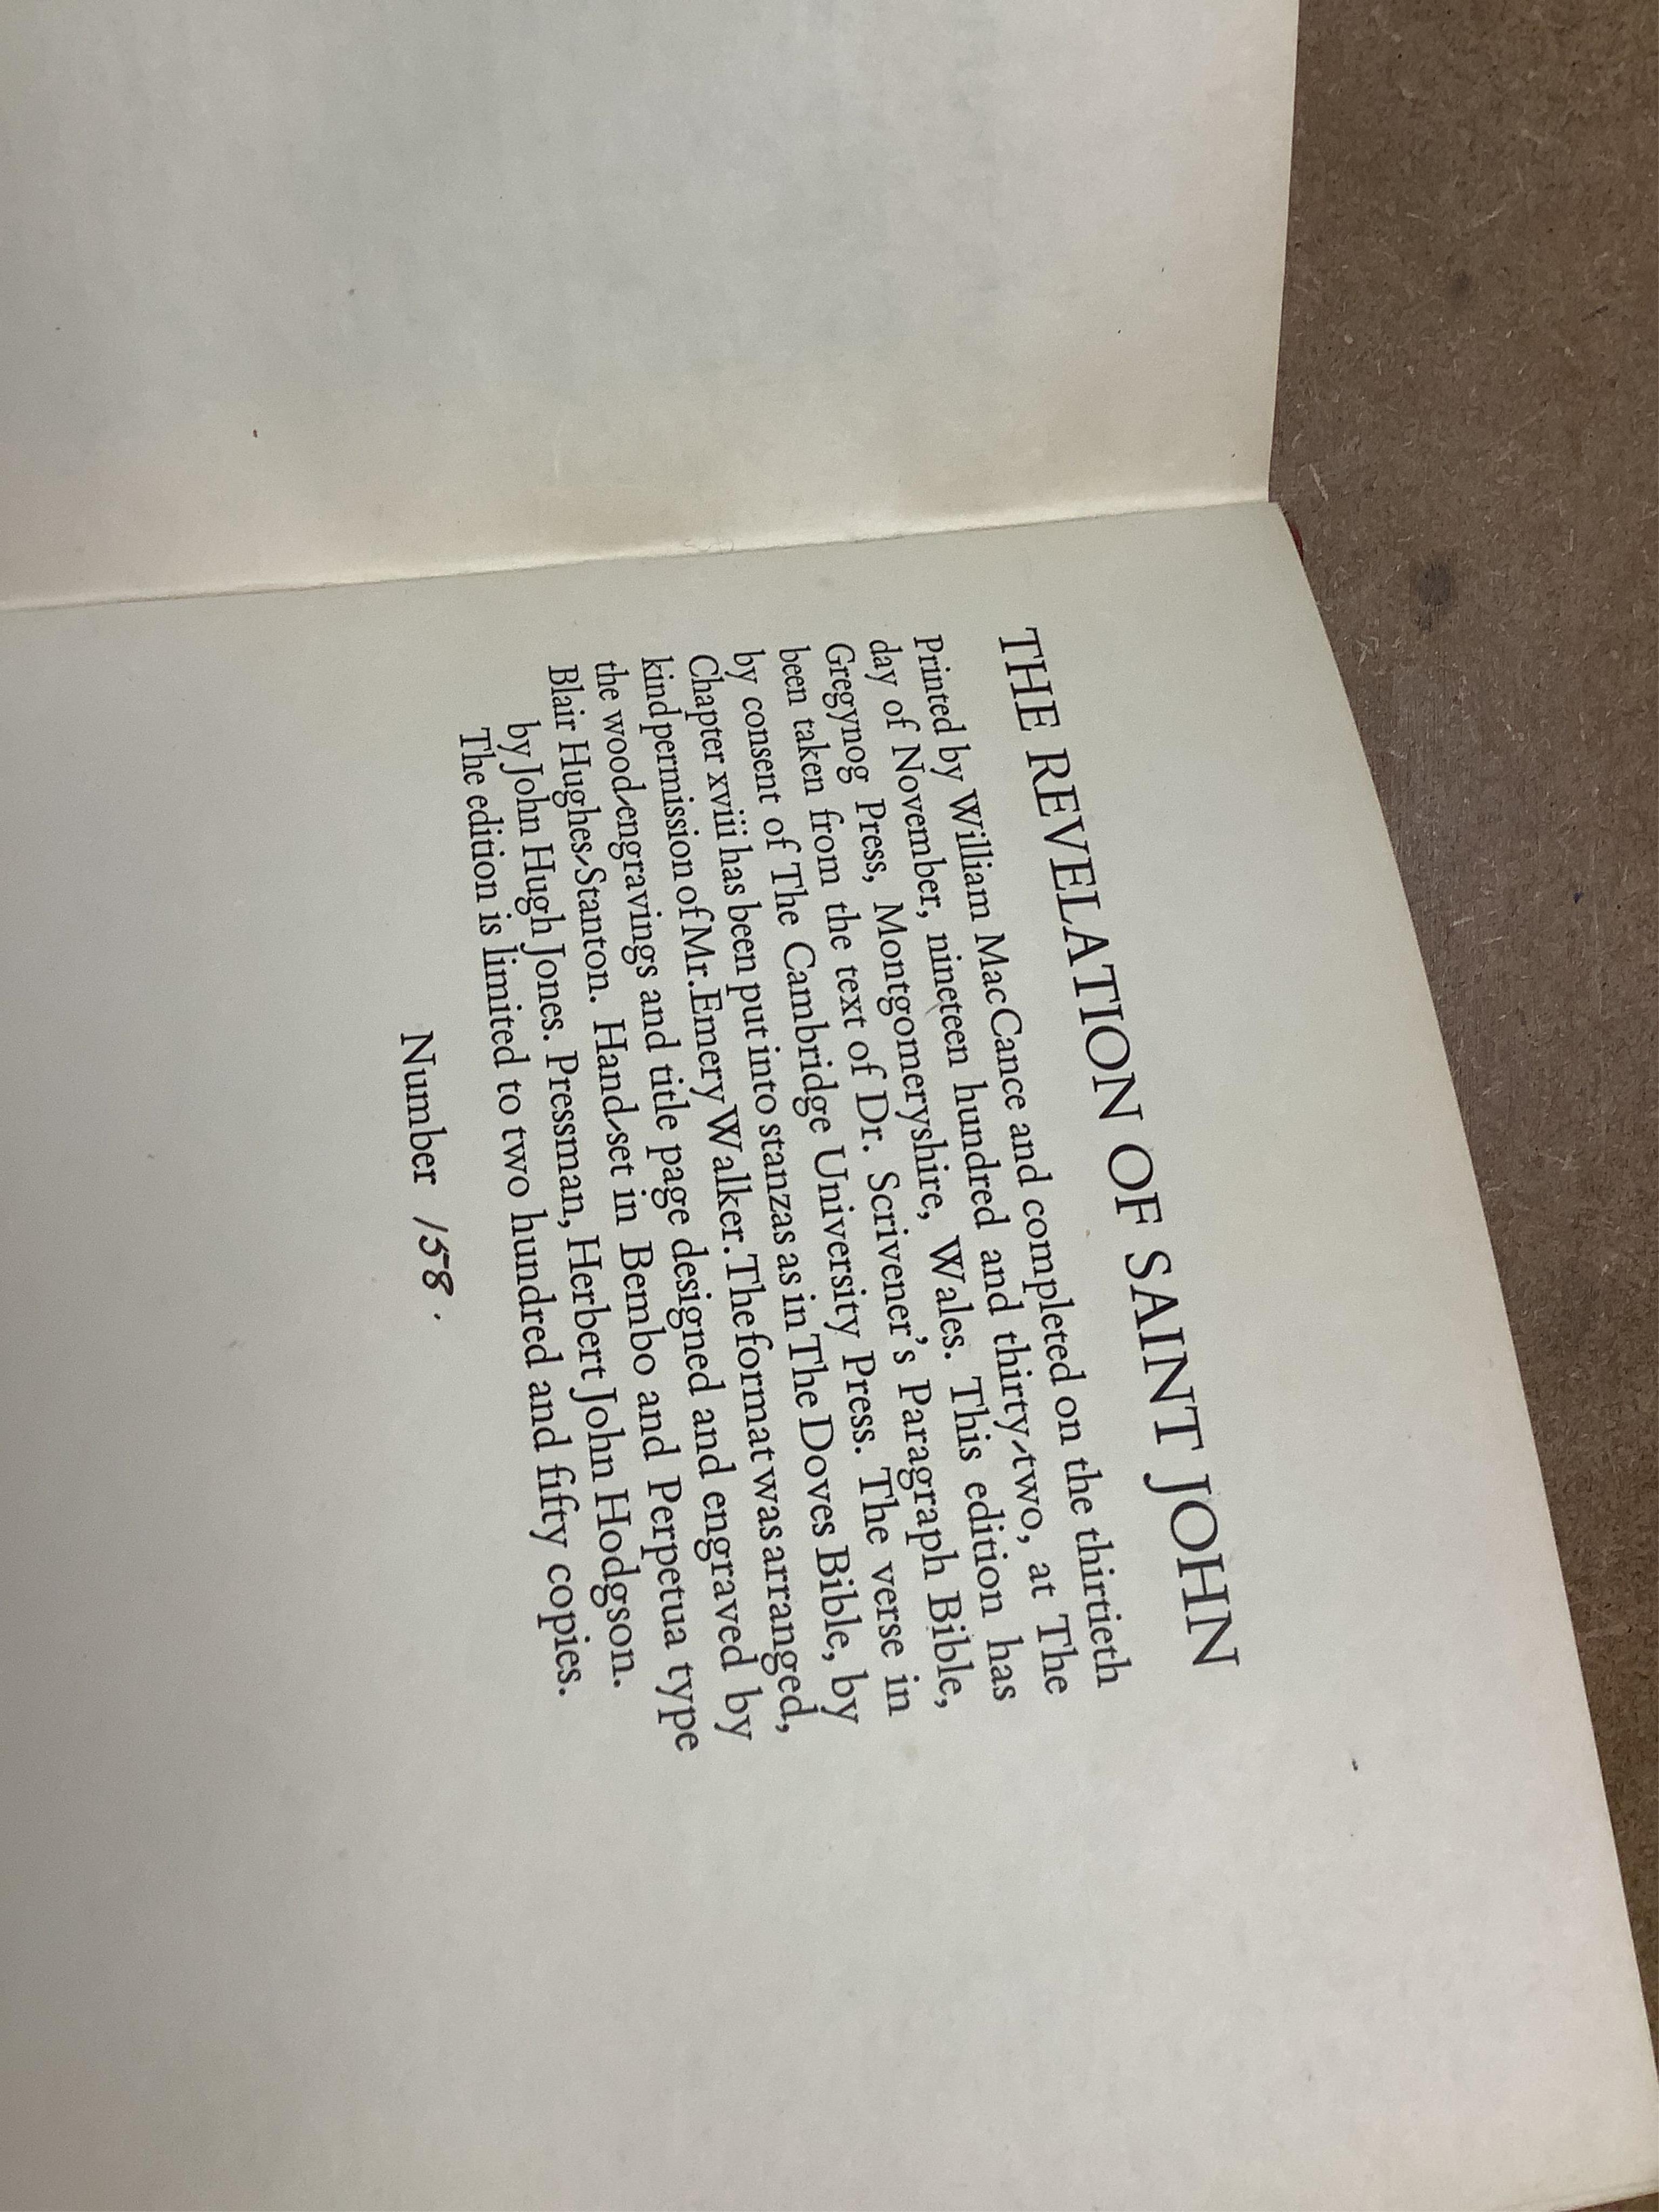 THE REVELATION OF SAINT JOHN
Printed by William MacCance and completed on the thirtieth
day of November, nineteen hundred and thirty-two, at The
Gregynog Press, Montgomeryshire, Wales. This edition has
been taken from the text of Dr. Scrivener's Paragraph Bible,
by consent of The Cambridge University Press. The verse in
Chapter xviii has been put into stanzas as in The Doves Bible, by
kind permission of Mr. Emery Walker. The format was arranged,
the wood-engravings and title page designed and engraved by
Blair Hughes-Stanton. Hand-set in Bembo and Perpetua type
by John Hugh Jones. Pressman, Herbert John Hodgson.
The edition is limited to two hundred and fifty copies.
Number 158.